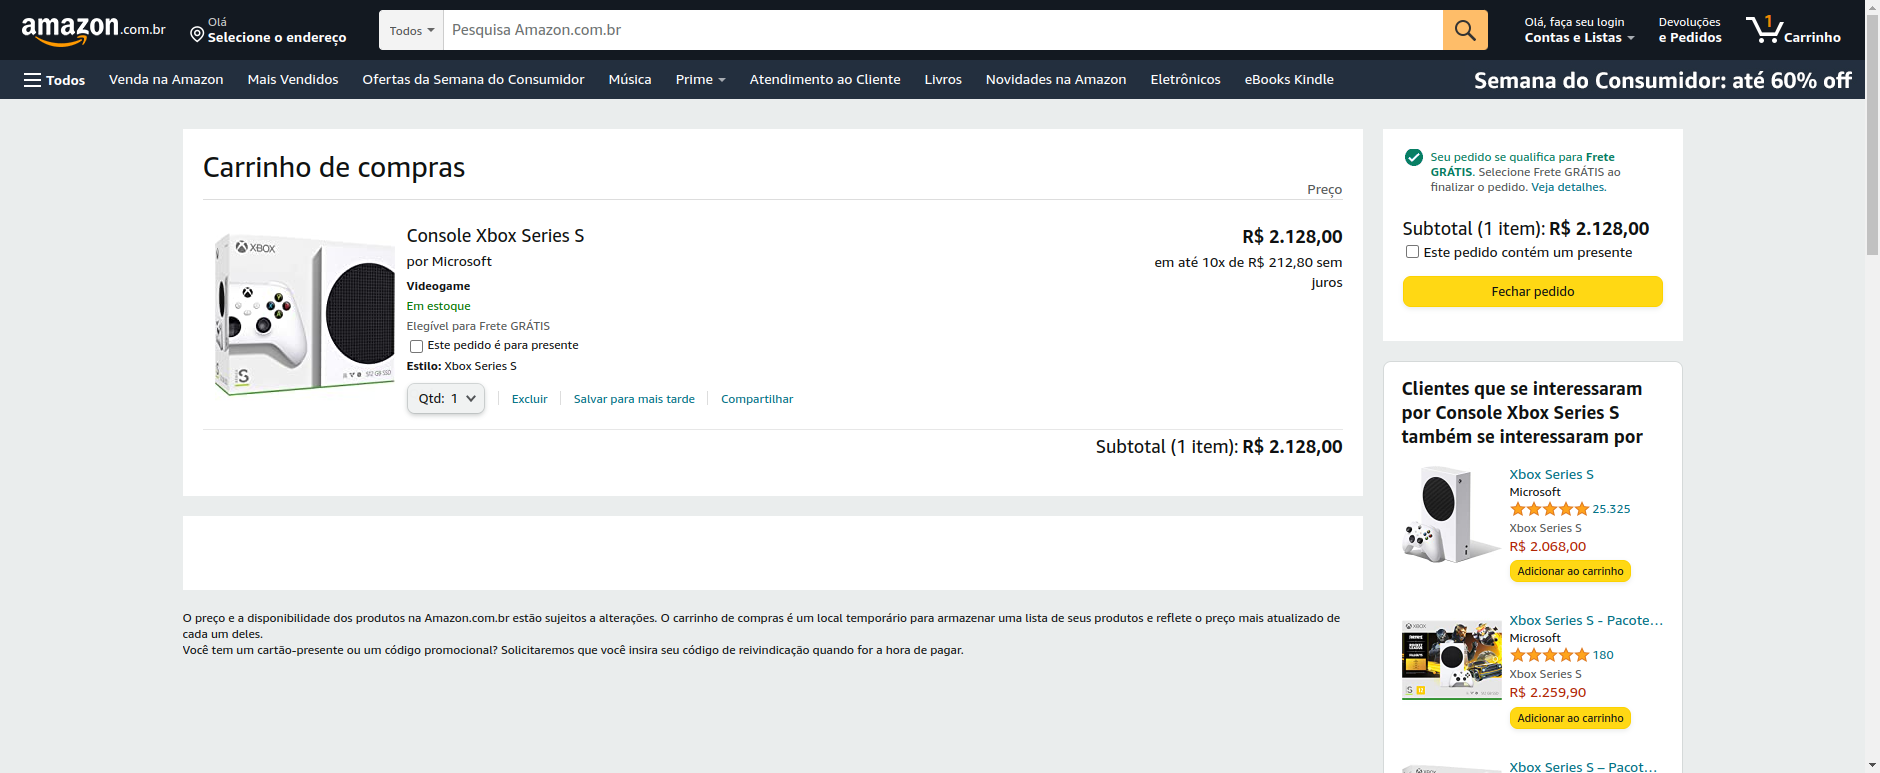 amazon.com.br
Olá
Selecione o endereço
Todos
Pesquisa Amazon.com.br
Olá, faça seu login
Contas e Listas
Devoluções
e Pedidos
1
Carrinho
Todos
Venda na Amazon
Mais Vendidos
Ofertas da Semana do Consumidor
Música
Prime
Atendimento ao Cliente
Livros
Novidades na Amazon
Eletrônicos
eBooks Kindle
Semana do Consumidor: até 60% off
Carrinho de compras
Preço
XBOX
SERIES S
512 GB SSD
Console Xbox Series S
por Microsoft
Videogame
Em estoque
Elegível para Frete GRÁTIS
Este pedido é para presente
Estilo: Xbox Series S
Qtd: 1
Excluir
Salvar para mais tarde
Compartilhar
R$ 2.128,00
em até 10x de R$ 212,80 sem
juros
Subtotal (1 item): R$ 2.128,00
O preço e a disponibilidade dos produtos na Amazon.com.br estão sujeitos a alterações. O carrinho de compras é um local temporário para armazenar uma lista de seus produtos e reflete o preço mais atualizado de
cada um deles.
Você tem um cartão-presente ou um código promocional? Solicitaremos que você insira seu código de reivindicação quando for a hora de pagar.
Seu pedido se qualifica para Frete
GRÁTIS. Selecione Frete GRÁTIS ao
finalizar o pedido. Veja detalhes.
Subtotal (1 item): R$ 2.128,00
Este pedido contém um presente
Fechar pedido
Clientes que se interessaram
por Console Xbox Series S
também se interessaram por
Xbox Series S
Microsoft
25.325
Xbox Series S
R$ 2.068,00
Adicionar ao carrinho
XBOX
Xbox Series S - Pacote…
Microsoft
180
Xbox Series S
R$ 2.259,90
Adicionar ao carrinho
XBOX
Xbox Series S – Pacot…